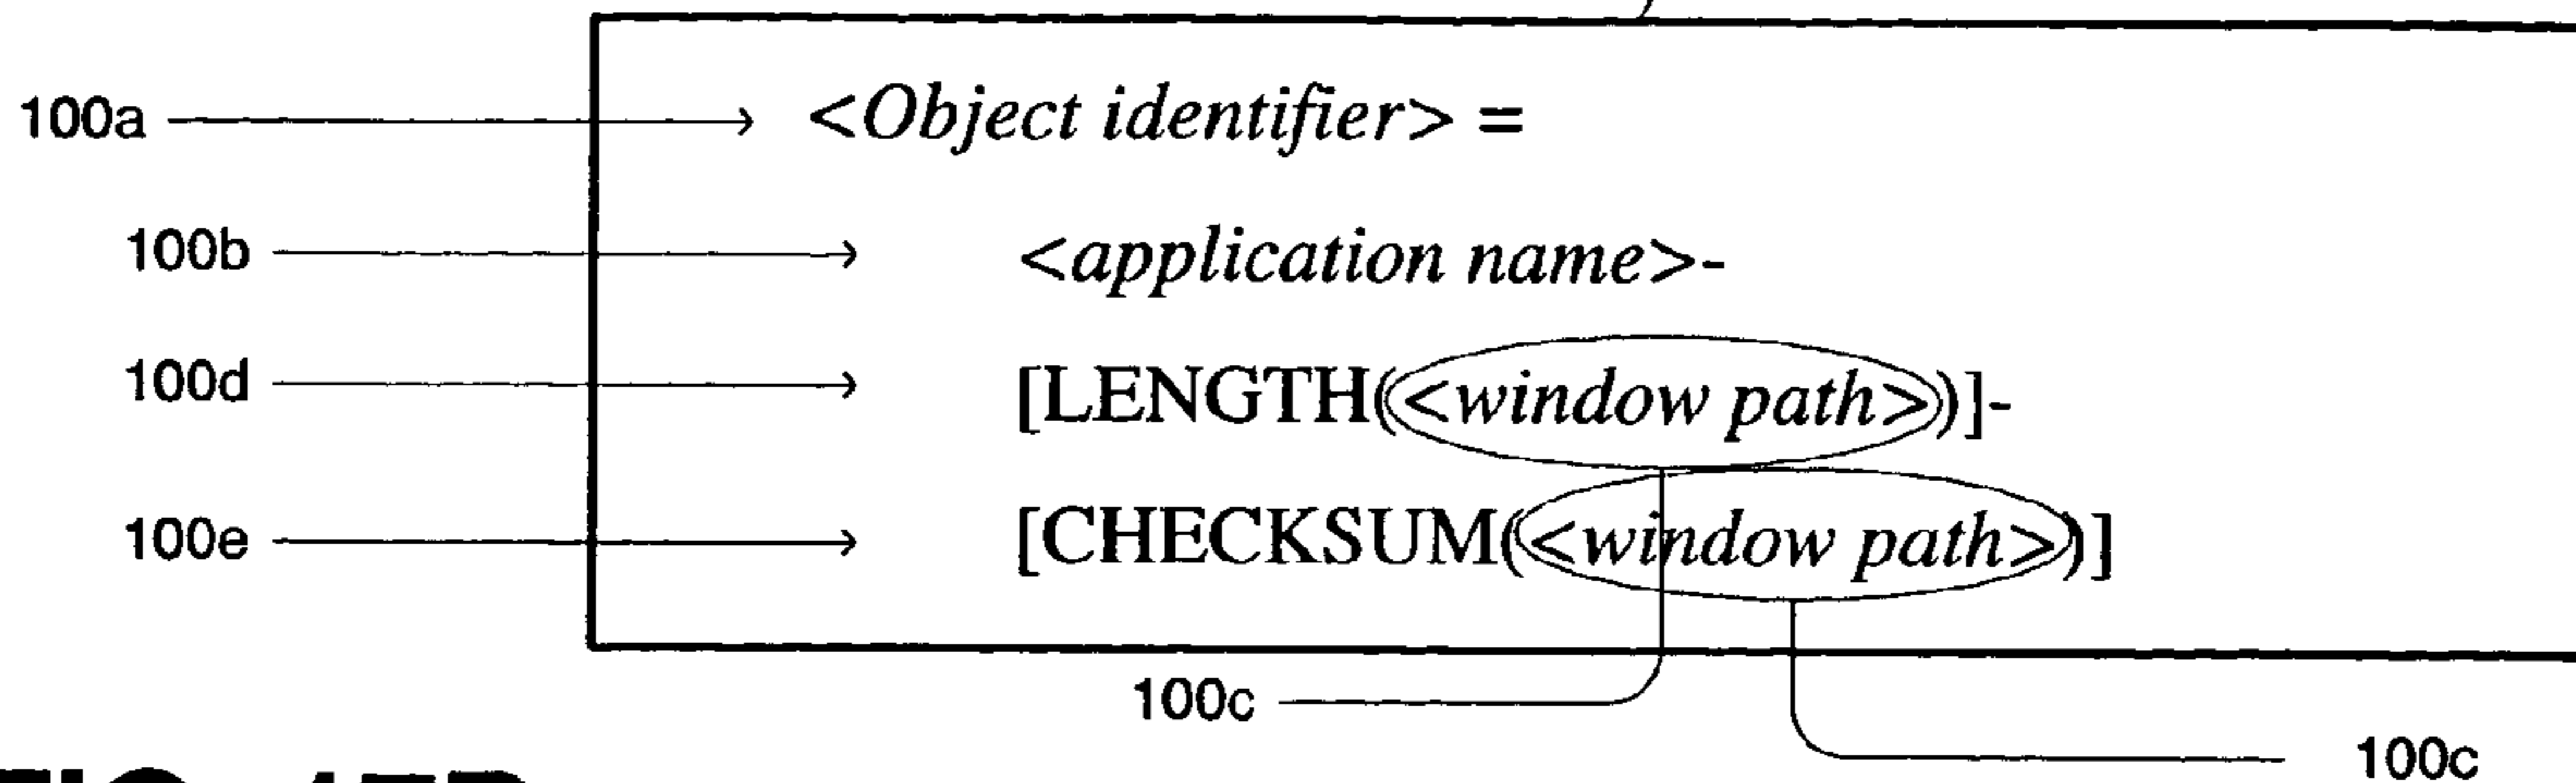 100a <Object identifier> =
100b <application name>-
100d [LENGTH(<window path>)]-
100e [CHECKSUM(<window path>)]
100c
100c